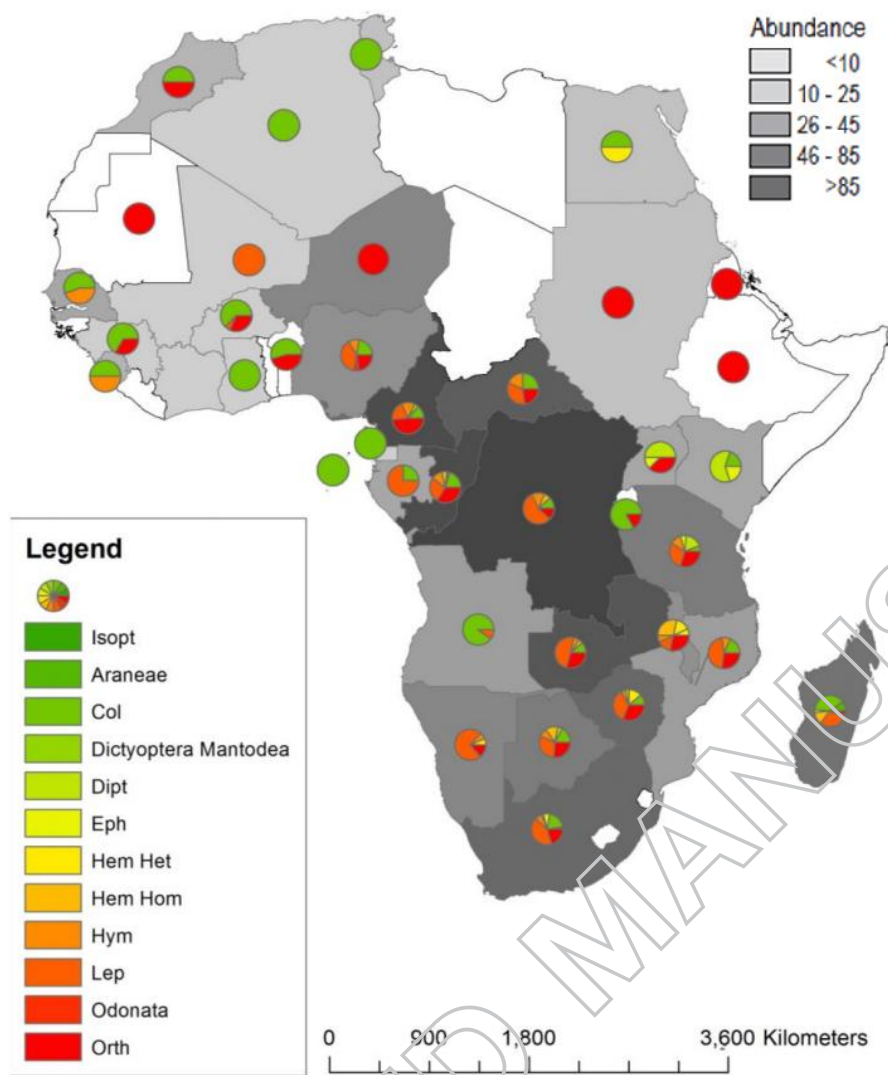 Abundance
<10
10 - 25
26 - 45
46 - 85
>85
Legend
Isopt
Araneae
Col
Dictyoptera Mantodea
Dipt
Eph
Hem Het
Hem Hom
Hym
Lep
Odonata
Orth
0 900 1,800 3,600 Kilometers
D MANUS